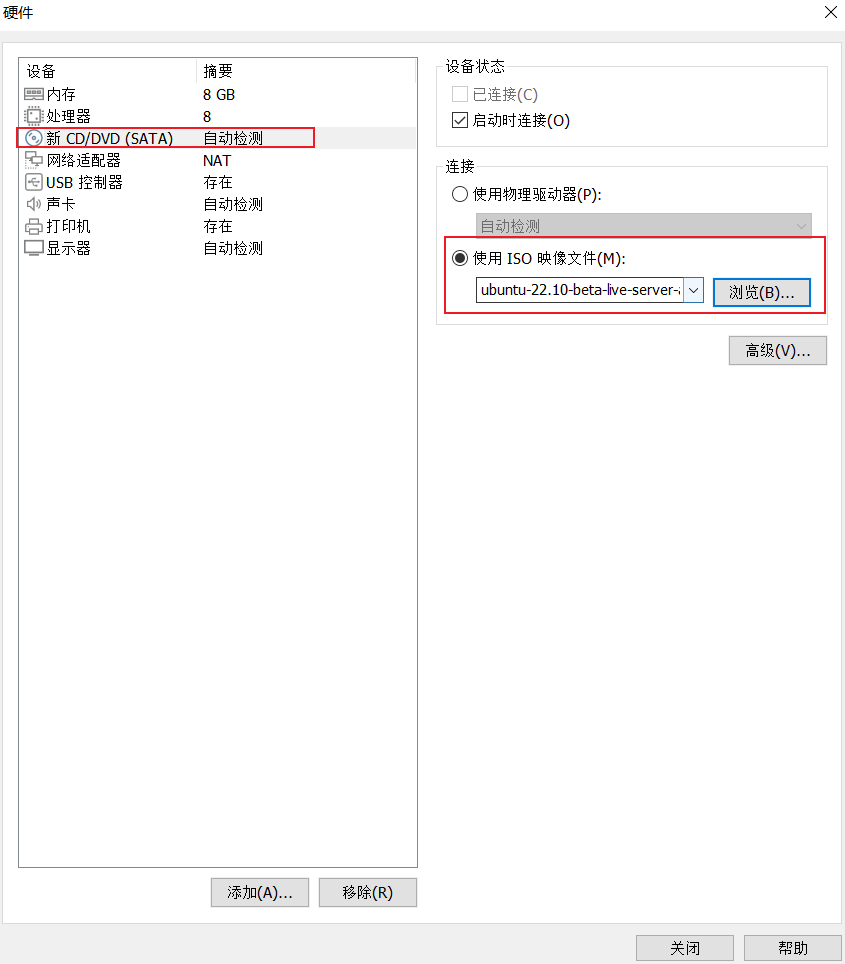 硬件
设备 摘要
内存 8 GB
处理器 8
新 CD/DVD (SATA) 自动检测
网络适配器 NAT
USB 控制器 存在
声卡 自动检测
打印机 存在
显示器 自动检测
添加(A)... 移除(R)
设备状态
已连接(C)
启动时连接(O)
连接
使用物理驱动器(P):
自动检测
使用 ISO 映像文件(M):
ubuntu-22.10-beta-live-server- 浏览(B)...
高级(V)...
关闭 帮助